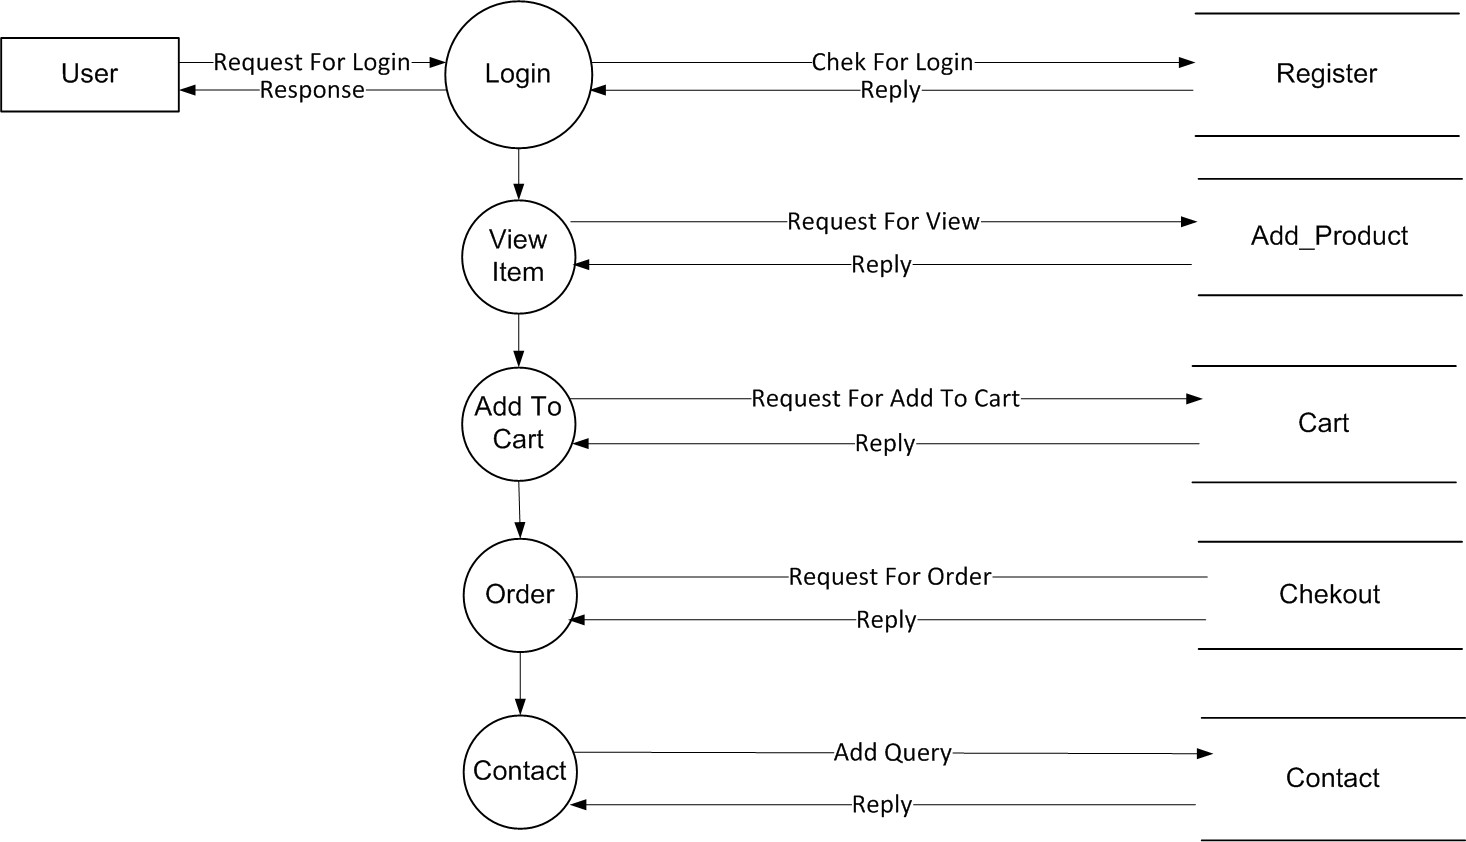 User
Request For Login
Response
Login
Chek For Login
Reply
Register
View
Item
Request For View
Reply
Add_Product
Add To
Cart
Request For Add To Cart
Reply
Cart
Order
Request For Order
Reply
Chekout
Contact
Add Query
Reply
Contact